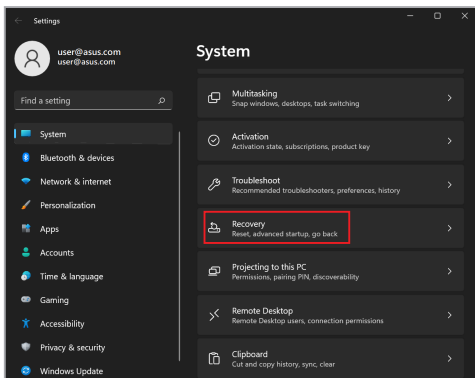 Settings
user@asus.com
user@asus.com
Find a setting
System
Bluetooth & devices
Network & internet
Personalization
Apps
Accounts
Time & language
Gaming
Accessibility
Privacy & security
Windows Update
System
Multitasking
Snap windows, desktops, task switching
Activation
Activation state, subscriptions, product key
Troubleshoot
Recommended troubleshooters, preferences, history
Recovery
Reset, advanced startup, go back
Projecting to this PC
Permissions, pairing PIN, discoverability
Remote Desktop
Remote Desktop users, connection permissions
Clipboard
Cut and copy history, sync, clear